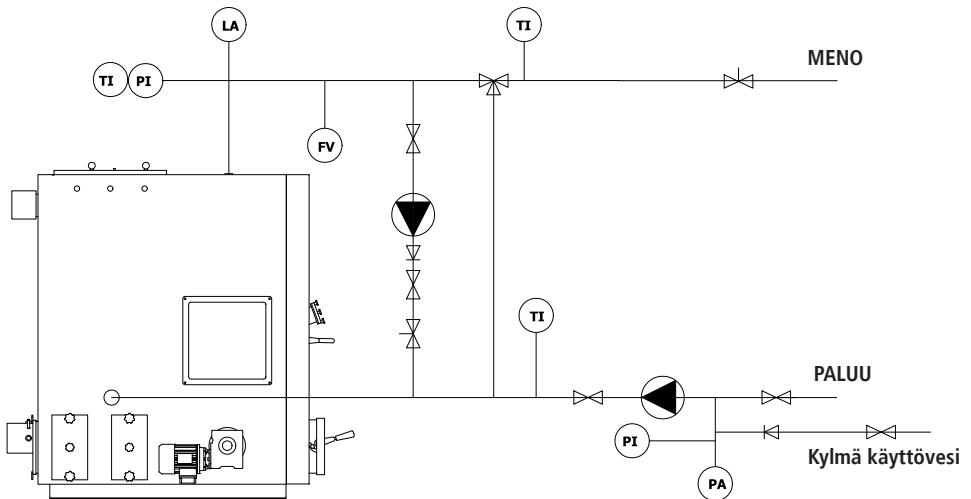 LA
TI
MENO
TI PI
FV
TI
PALUU
PI
Kylmä käyttövesi
PA